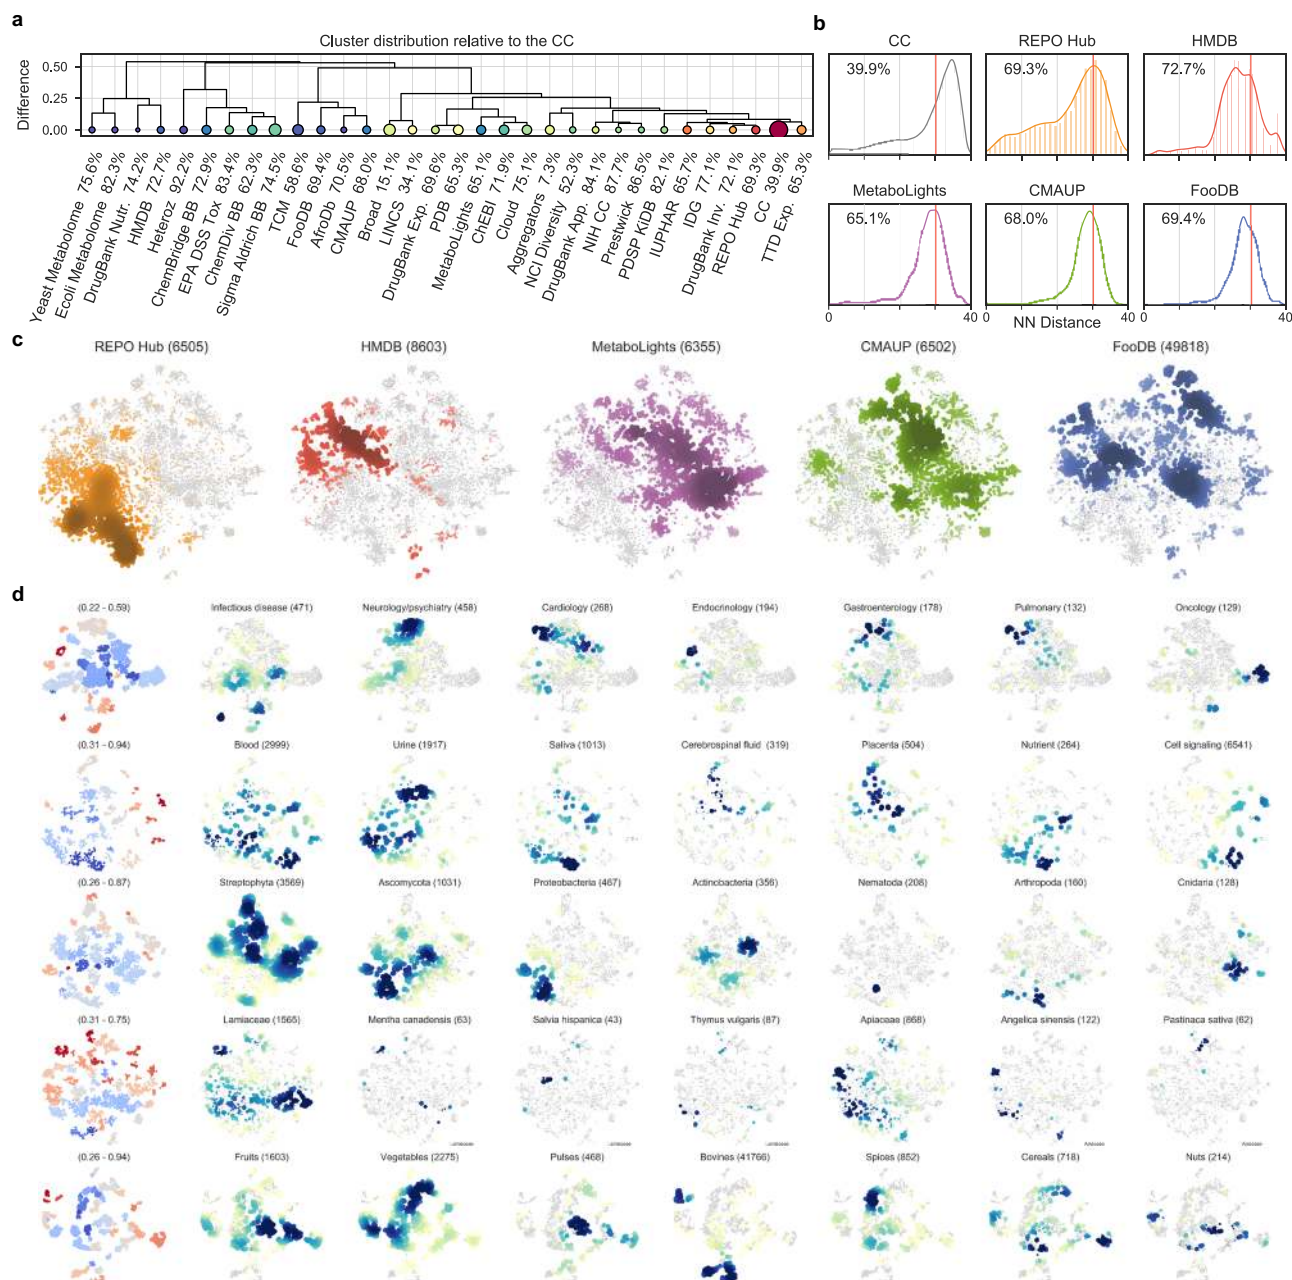 a
Cluster distribution relative to the CC
Difference
0.50
0.25
0.00
Yeast Metabolome 75.6%
Ecoli Metabolome 82.3%
DrugBank Nutr. 74.2%
HMDB 72.7%
Heteroz 92.2%
ChemBridge BB 72.9%
EPA DSS Tox 83.4%
ChemDiv BB 62.3%
Sigma Aldrich BB 74.5%
TCM 58.6%
FooDB 69.4%
AfroDb 70.5%
CMAUP 68.0%
Broad 15.1%
LINCS 34.1%
DrugBank Exp. 69.6%
PDB 65.3%
MetaboLights 65.1%
ChEBI 71.9%
Cloud 75.1%
Aggregators 7.3%
NCI Diversity 52.3%
DrugBank App. 84.1%
NIH CC 87.7%
Prestwick 86.5%
PDSP KiDB 82.1%
IUPHAR 65.7%
IDG 77.1%
DrugBank Inv. 72.1%
REPO Hub 69.3%
CC 39.9%
TTD Exp. 65.3%
b
CC
REPO Hub
HMDB
39.9%
69.3%
72.7%
MetaboLights
CMAUP
FooDB
65.1%
68.0%
69.4%
0 40 0 40 0 40
NN Distance
c
REPO Hub (6505)
HMDB (8603)
MetaboLights (6355)
CMAUP (6502)
FooDB (49818)
d
(0.22 - 0.59)
Infectious disease (471)
Neurology/psychiatry (458)
Cardiology (268)
Endocrinology (194)
Gastroenterology (178)
Pulmonary (132)
Oncology (129)
(0.31 - 0.94)
Blood (2999)
Urine (1917)
Saliva (1013)
Cerebrospinal fluid (319)
Placenta (504)
Nutrient (264)
Cell signaling (6541)
(0.26 - 0.87)
Streptophyta (3569)
Ascomycota (1031)
Proteobacteria (467)
Actinobacteria (356)
Nematoda (208)
Arthropoda (160)
Cnidaria (128)
(0.31 - 0.75)
Lamiaceae (1565)
Mentha canadensis (63)
Salvia hispanica (43)
Thymus vulgaris (87)
Apiaceae (868)
Angelica sinensis (122)
Pastinaca sativa (62)
(0.26 - 0.94)
Fruits (1603)
Vegetables (2275)
Pulses (468)
Bovines (41766)
Spices (852)
Cereals (718)
Nuts (214)